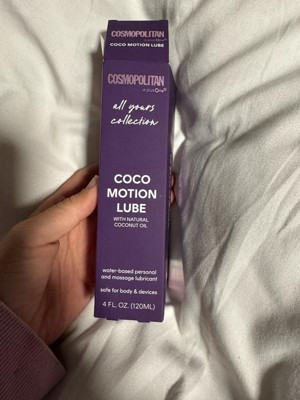 COSMOPOLITAN
COCO MOTION LUBE
COSMOPOLITAN
all yours
collection
COCO
MOTION
LUBE
WITH NATURAL
COCONUT OIL
water-based personal
and massage lubricant
safe for body & devices
4 FL. OZ. (120ML)